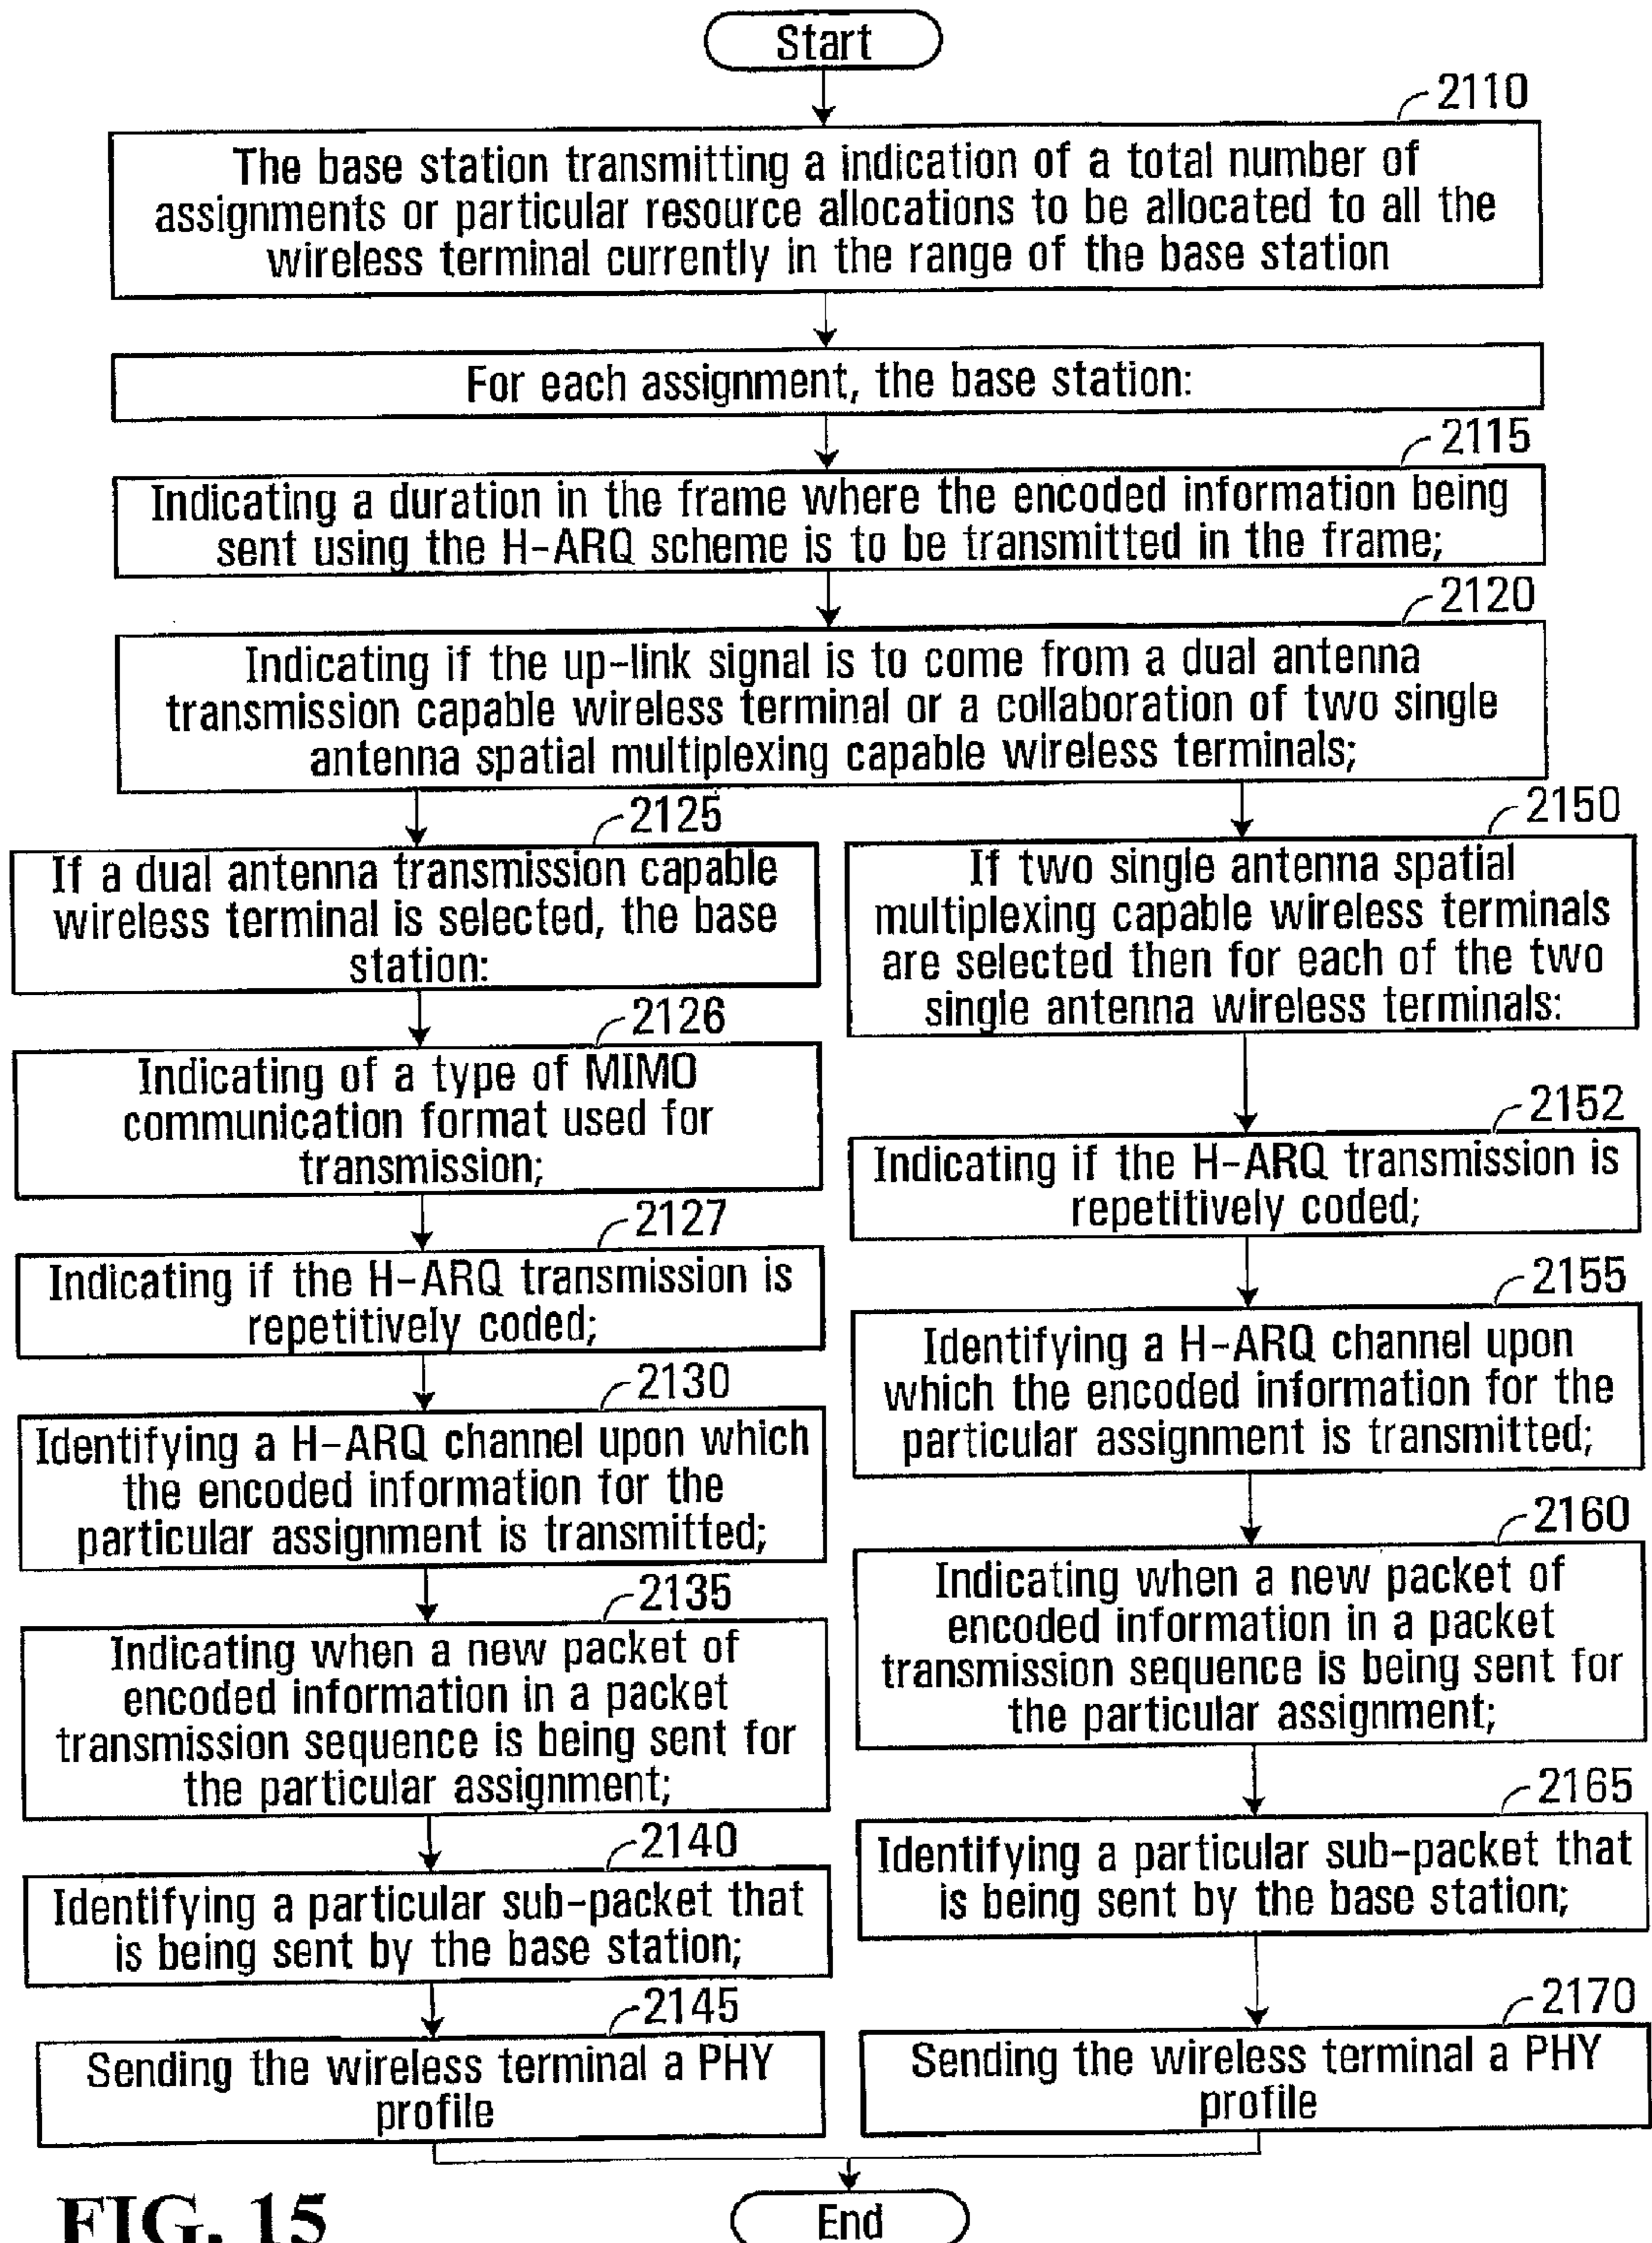 Start
2110
The base station transmitting a indication of a total number of
assignments or particular resource allocations to be allocated to all the
wireless terminal currently in the range of the base station
For each assignment, the base station:
2115
Indicating a duration in the frame where the encoded information being
sent using the H-ARQ scheme is to be transmitted in the frame;
2120
Indicating if the up-link signal is to come from a dual antenna
transmission capable wireless terminal or a collaboration of two single
antenna spatial multiplexing capable wireless terminals;
2125
If a dual antenna transmission capable
wireless terminal is selected, the base
station:
2126
Indicating of a type of MIMO
communication format used for
transmission;
2127
Indicating if the H-ARQ transmission is
repetitively coded;
2130
Identifying a H-ARQ channel upon which
the encoded information for the
particular assignment is transmitted;
2135
Indicating when a new packet of
encoded information in a packet
transmission sequence is being sent for
the particular assignment;
2140
Identifying a particular sub-packet that
is being sent by the base station;
2145
Sending the wireless terminal a PHY
profile
2150
If two single antenna spatial
multiplexing capable wireless terminals
are selected then for each of the two
single antenna wireless terminals:
2152
Indicating if the H-ARQ transmission is
repetitively coded;
2155
Identifying a H-ARQ channel upon
which the encoded information for the
particular assignment is transmitted;
2160
Indicating when a new packet of
encoded information in a packet
transmission sequence is being sent for
the particular assignment;
2165
Identifying a particular sub-packet that
is being sent by the base station;
2170
Sending the wireless terminal a PHY
profile
End
FIG. 15